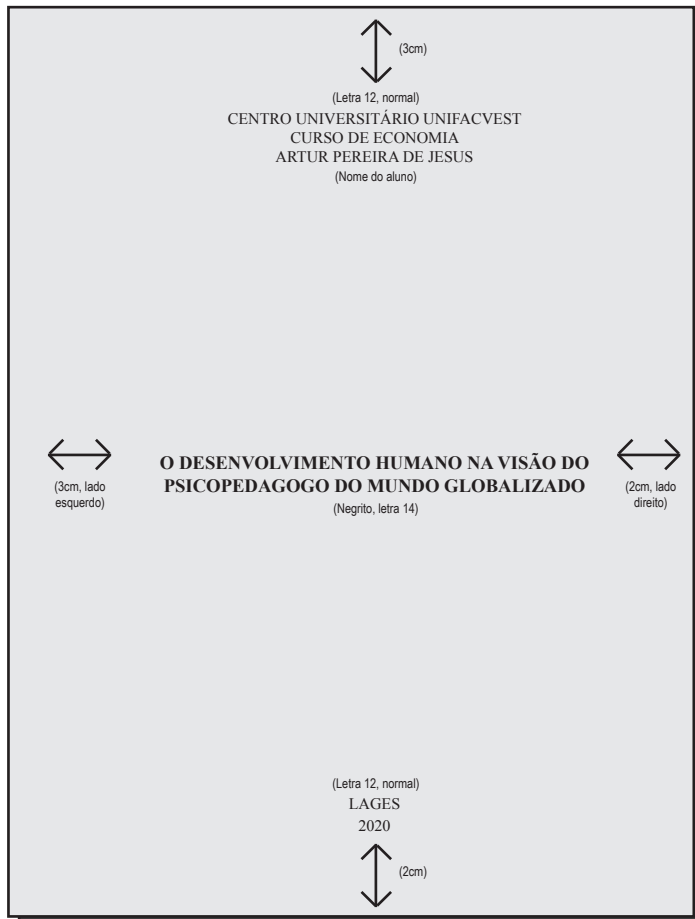 (3cm)
(Letra 12, normal)
CENTRO UNIVERSITÁRIO UNIFACVEST
CURSO DE ECONOMIA
ARTUR PEREIRA DE JESUS
(Nome do aluno)
(3cm, lado
esquerdo)
O DESENVOLVIMENTO HUMANO NA VISÃO DO
PSICOPEDAGOGO DO MUNDO GLOBALIZADO
(Negrito, letra 14)
(2cm, lado
direito)
(Letra 12, normal)
LAGES
2020
(2cm)